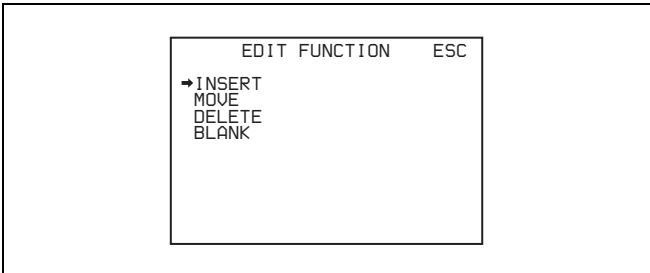 EDIT FUNCTION ESC
➡INSERT
MOVE
DELETE
BLANK